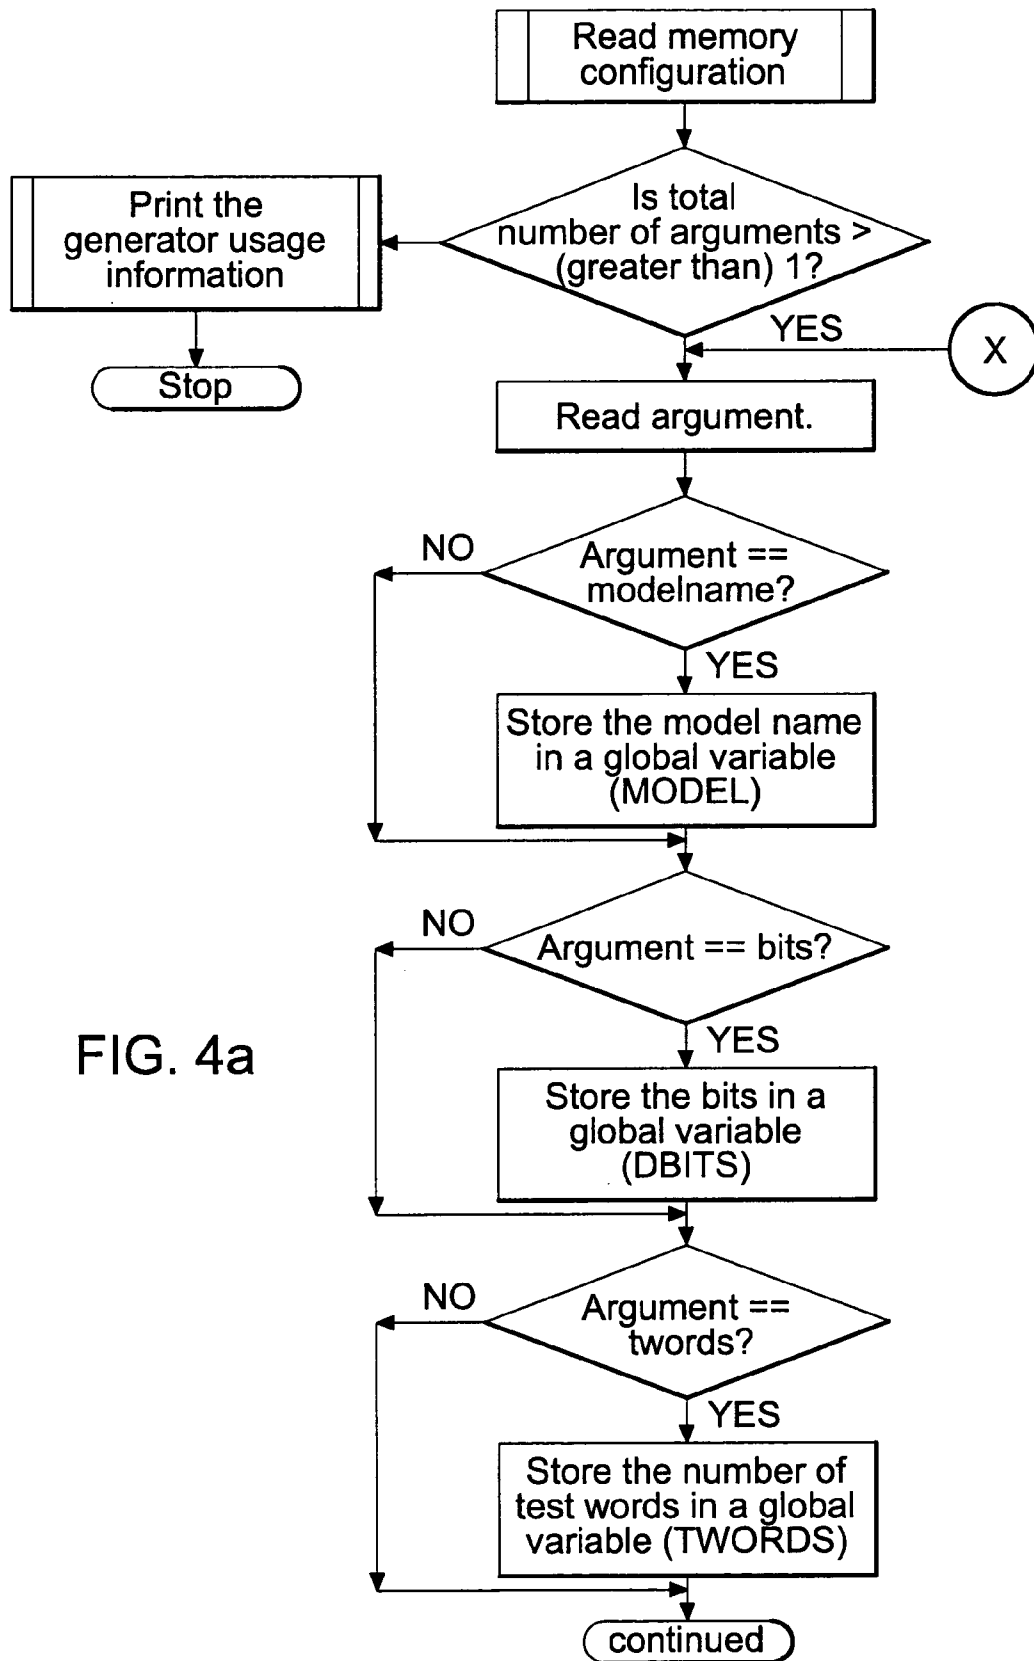 Read memory
configuration
Is total
number of arguments >
(greater than) 1?
Print the
generator usage
information
YES
X
Stop
Read argument.
NO
Argument ==
modelname?
YES
Store the model name
in a global variable
(MODEL)
NO
Argument == bits?
YES
FIG. 4a
Store the bits in a
global variable
(DBITS)
NO
Argument ==
twords?
YES
Store the number of
test words in a global
variable (TWORDS)
continued